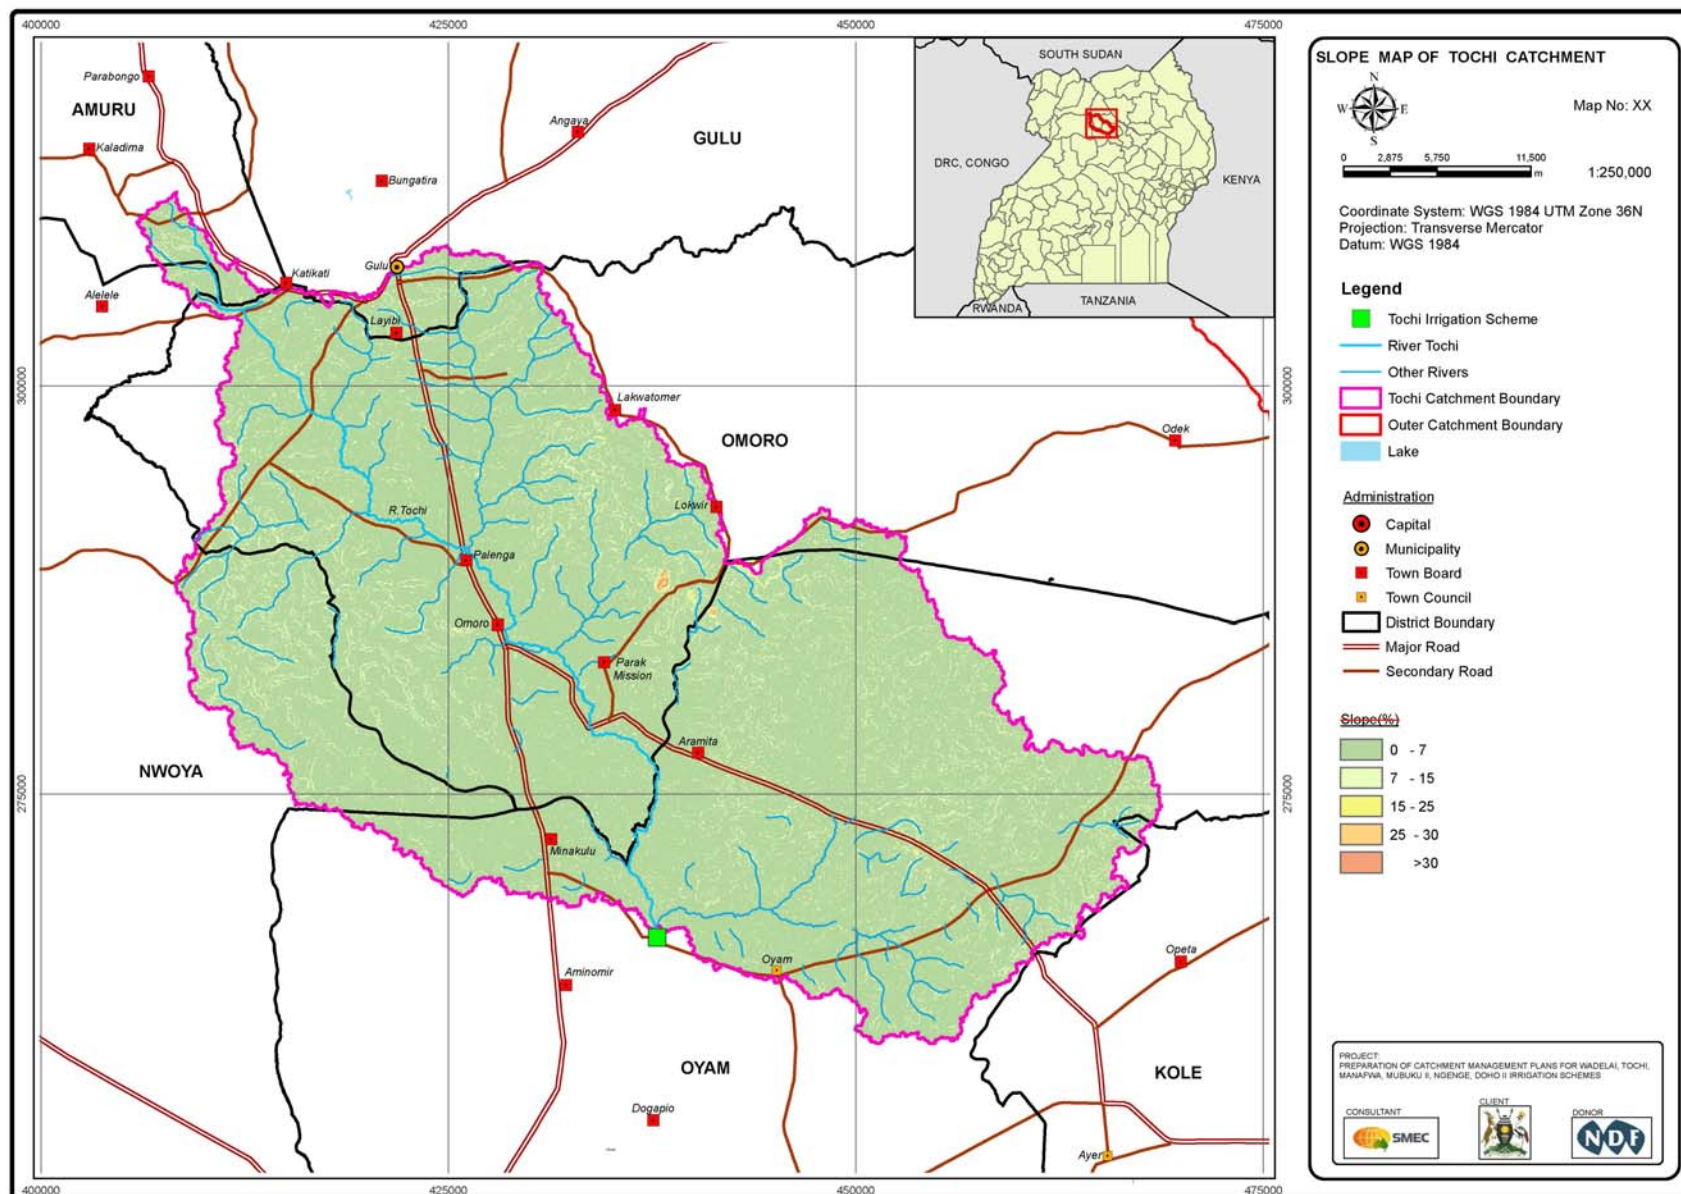 400000
425000
450000
475000
300000
275000
300000
275000
400000
425000
450000
475000
Parabongo
AMURU
Kaladima
Angaya
GULU
Bungatira
Katikati
Gulu
Alelele
Layibi
Lakwatomer
OMORO
Odek
Lokwir
R.Tochi
Palenga
Omoro
Parak
Mission
Aramita
NWOYA
Minakulu
Oyam
Opeta
Aminomir
OYAM
KOLE
Dogapio
Ayer
SOUTH SUDAN
DRC, CONGO
KENYA
RWANDA
TANZANIA
SLOPE MAP OF TOCHI CATCHMENT
N
W
E
S
Map No: XX
0 2,875 5,750 11,500
m
1:250,000
Coordinate System: WGS 1984 UTM Zone 36N
Projection: Transverse Mercator
Datum: WGS 1984
Legend
Tochi Irrigation Scheme
River Tochi
Other Rivers
Tochi Catchment Boundary
Outer Catchment Boundary
Lake
Administration
Capital
Municipality
Town Board
Town Council
District Boundary
Major Road
Secondary Road
Slope(%)
0 - 7
7 - 15
15 - 25
25 - 30
>30
PROJECT:
PREPARATION OF CATCHMENT MANAGEMENT PLANS FOR WADELAI, TOCHI,
MANAFWA, MUBUKU II, NGENGE, DOHO II IRRIGATION SCHEMES
CONSULTANT
CLIENT
DONOR
SMEC
NDF